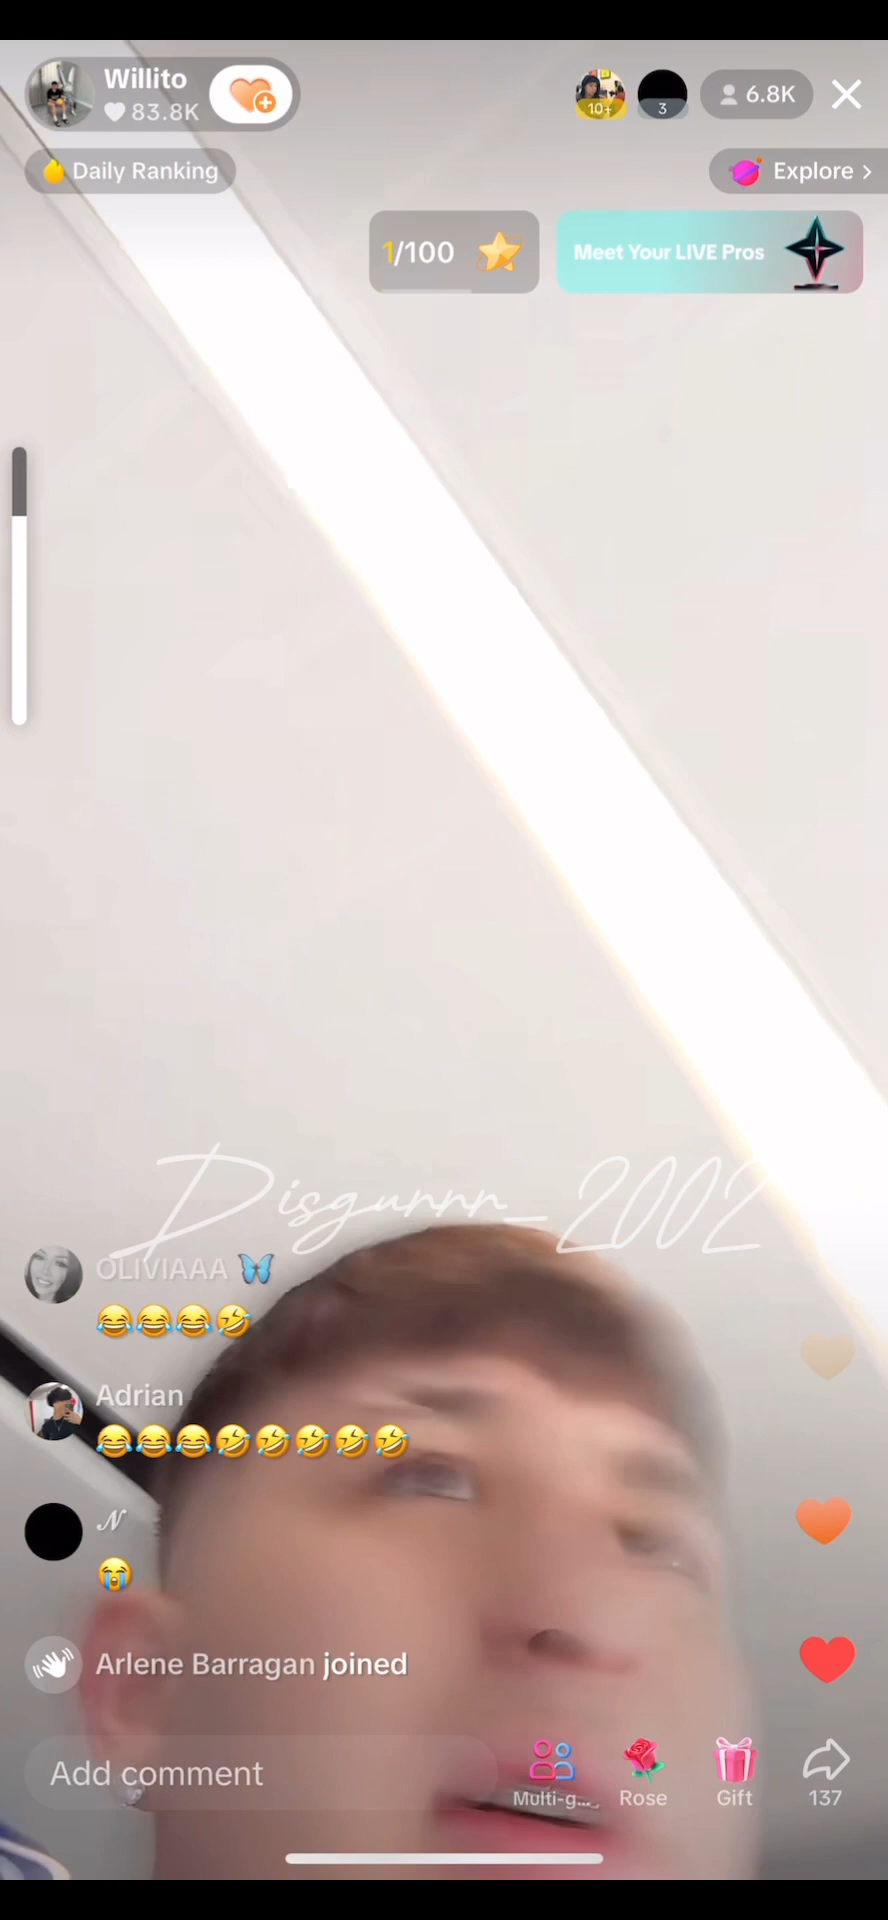 Willito
83.8K
10+
3
6.8K
Daily Ranking
Explore >
1/100
Meet Your LIVE Pros
Disgunnn_2002
OLIVIAAA 🦋
😂😂😂🤣
Adrian
😂😂😂🤣🤣🤣🤣🤣
𝒩
😭
Arlene Barragan joined
Add comment
Multi-g...
Rose
Gift
137